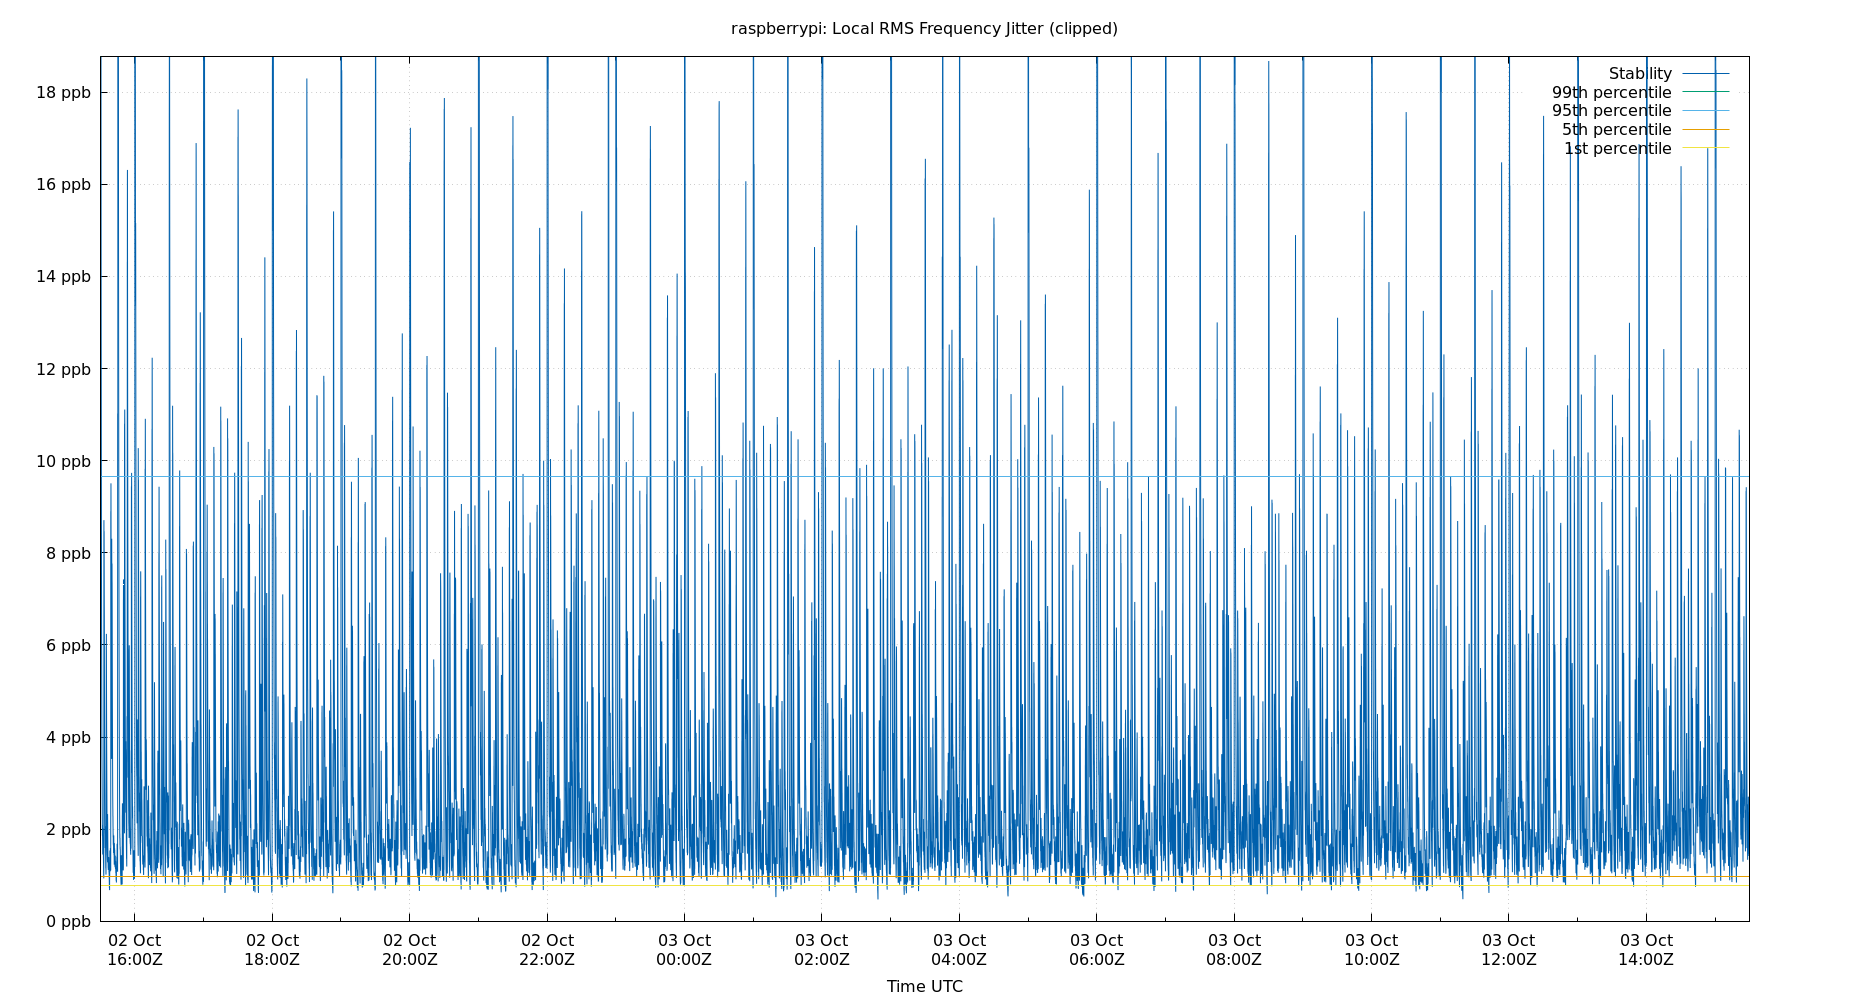 raspberrypi: Local RMS Frequency Jitter (clipped)
Stability
99th percentile
95th percentile
5th percentile
1st percentile
18 ppb
16 ppb
14 ppb
12 ppb
10 ppb
8 ppb
6 ppb
4 ppb
2 ppb
0 ppb
02 Oct 02 Oct 02 Oct 02 Oct 03 Oct 03 Oct 03 Oct 03 Oct 03 Oct 03 Oct 03 Oct 03 Oct
16:00Z 18:00Z 20:00Z 22:00Z 00:00Z 02:00Z 04:00Z 06:00Z 08:00Z 10:00Z 12:00Z 14:00Z
Time UTC